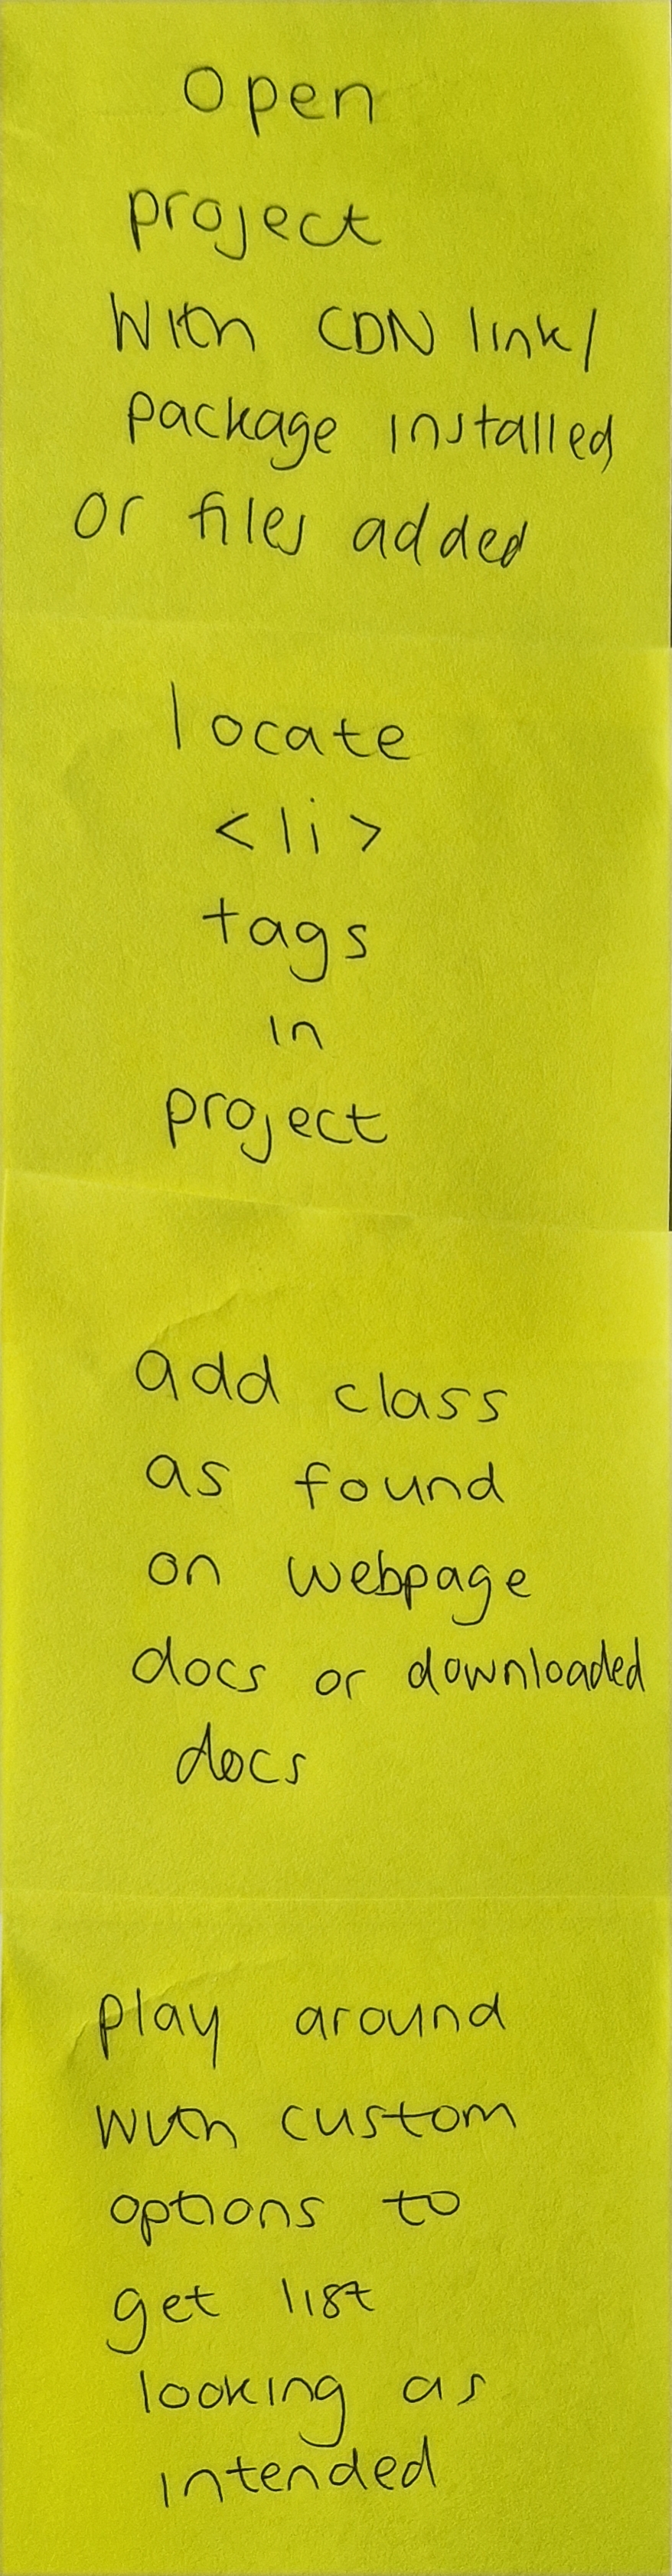 Open
project
With CDN link/
package installed
or files added
locate
<li>
tags
in
project
add class
as found
on webpage
docs or downloaded
docs
play around
with custom
options to
get list
looking as
intended